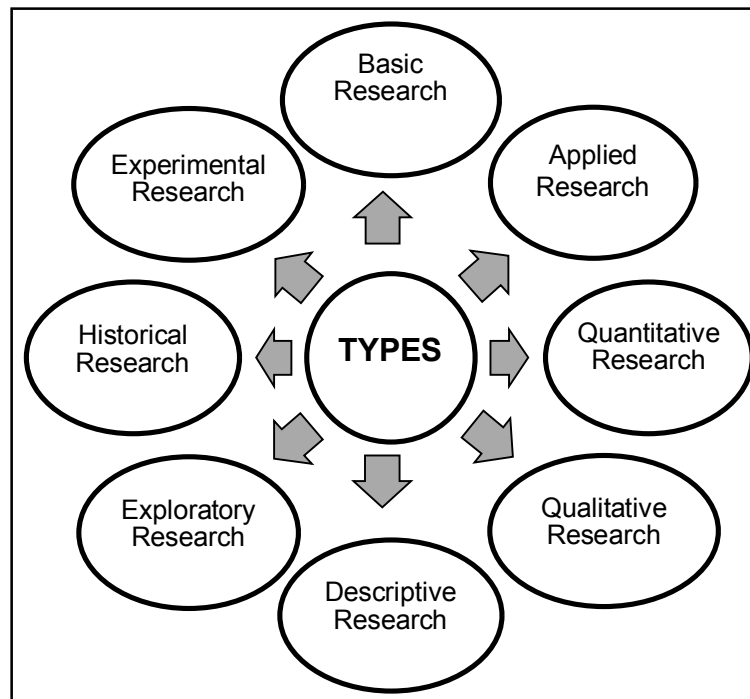 Basic
Research
Applied
Research
Quantitative
Research
Qualitative
Research
Descriptive
Research
Exploratory
Research
Historical
Research
Experimental
Research
TYPES